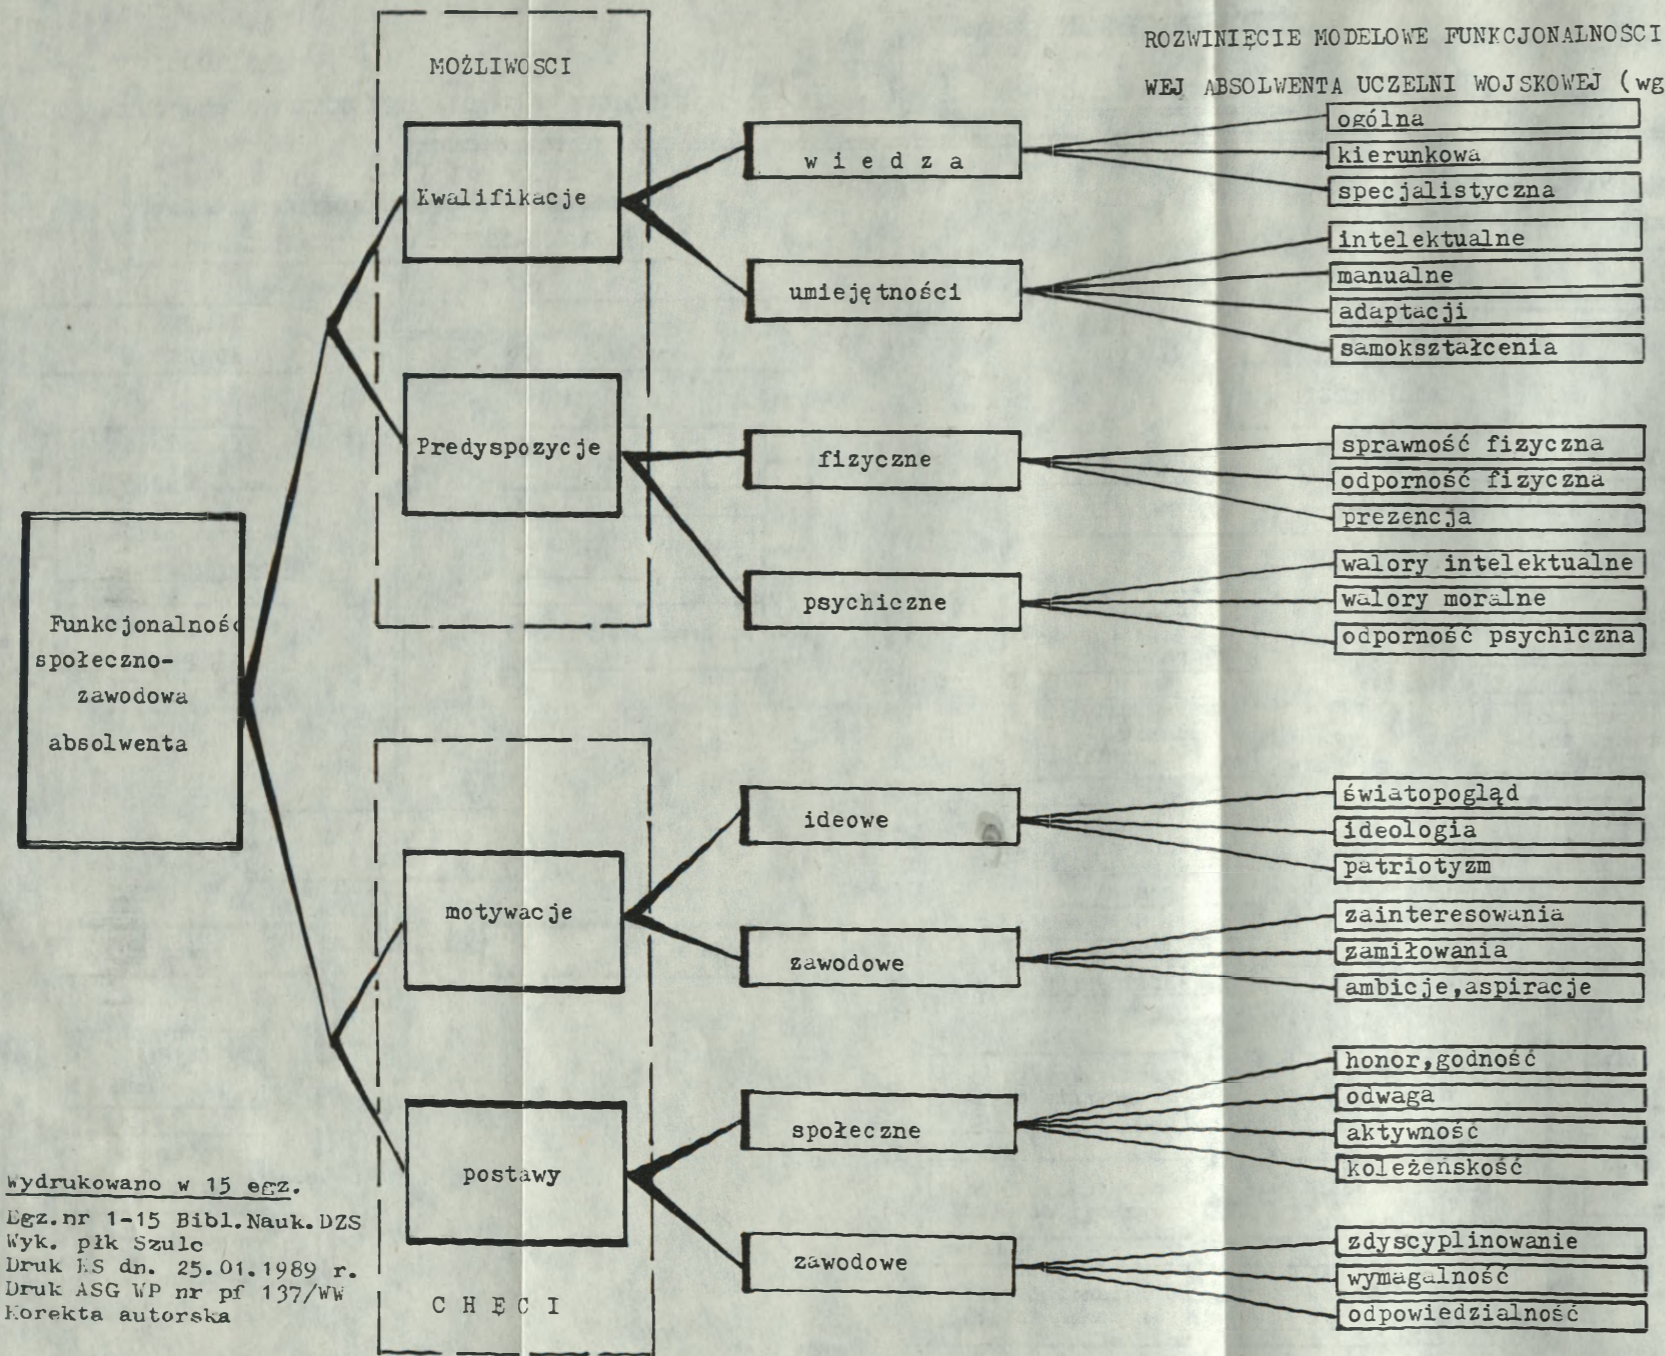 ROZWINIĘCIE MODELOWE FUNKCJONALNOŚCI
WEJ ABSOLWENTA UCZELNI WOJSKOWEJ (wg
MOŻLIWOSCI
Kwalifikacje
w i e d z a
ogólna
kierunkowa
specjalistyczna
umiejętności
intelektualne
manualne
adaptacji
samokształcenia
Predyspozycje
fizyczne
sprawność fizyczna
odporność fizyczna
prezencja
psychiczne
walory intelektualne
walory moralne
odporność psychiczna
Funkcjonalność
społeczno-
zawodowa
absolwenta
motywacje
ideowe
światopogląd
ideologia
patriotyzm
zawodowe
zainteresowania
zamiłowania
ambicje,aspiracje
postawy
społeczne
honor,godność
odwaga
aktywność
koleżeńskość
zawodowe
zdyscyplinowanie
wymagalność
odpowiedzialność
C H Ę C I
Wydrukowano w 15 egz.
Egz.nr 1-15 Bibl.Nauk.DZS
Wyk. płk Szulc
Druk ES dn. 25.01.1989 r.
Druk ASG WP nr pf 137/WW
Korekta autorska